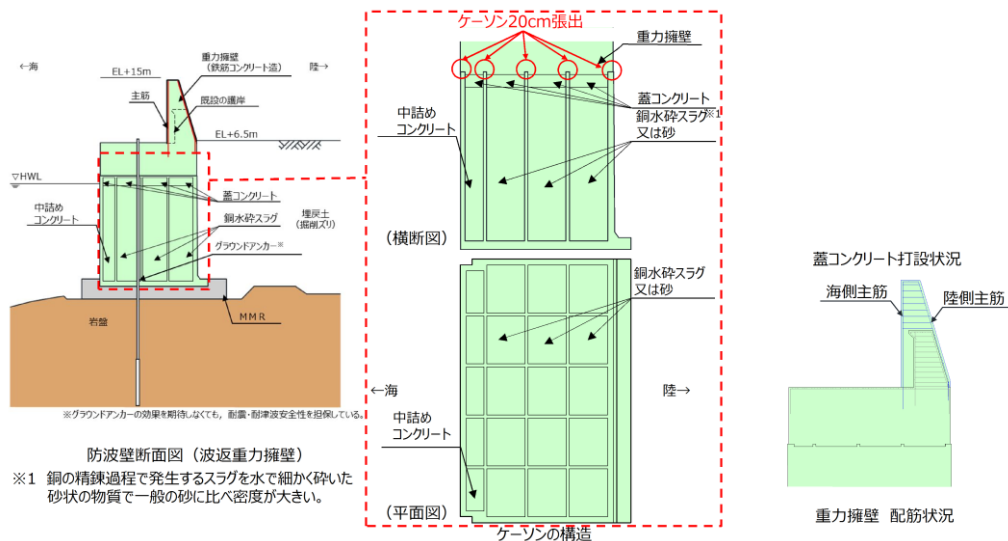 ←海
EL+15m
重力擁壁
(鉄筋コンクリート造)
陸→
主筋
既設の護岸
EL+6.5m
▽HWL
蓋コンクリート
中詰め
コンクリート
銅水砕スラグ
埋戻土
(掘削ズリ)
グラウンドアンカー※
MMR
岩盤
※グラウンドアンカーの効果を期待しなくても,耐震・耐津波安全性を担保している。
防波壁断面図(波返重力擁壁)
※1 銅の精錬過程で発生するスラグを水で細かく砕いた
砂状の物質で一般の砂に比べ密度が大きい。
ケーソン20cm張出
重力擁壁
蓋コンクリート
中詰め
コンクリート
銅水砕スラグ※1
又は砂
(横断図)
銅水砕スラグ
又は砂
←海
陸→
中詰め
コンクリート
(平面図)
ケーソンの構造
蓋コンクリート打設状況
海側主筋
陸側主筋
重力擁壁 配筋状況